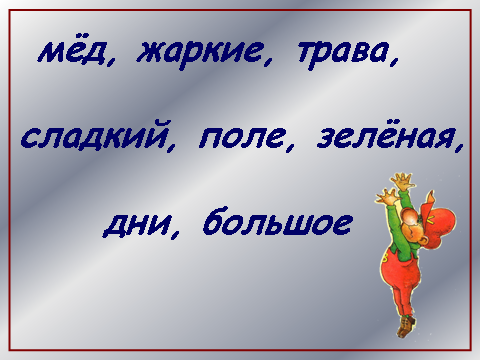 мёд, жаркие, трава,
сладкий, поле, зелёная,
дни, большое